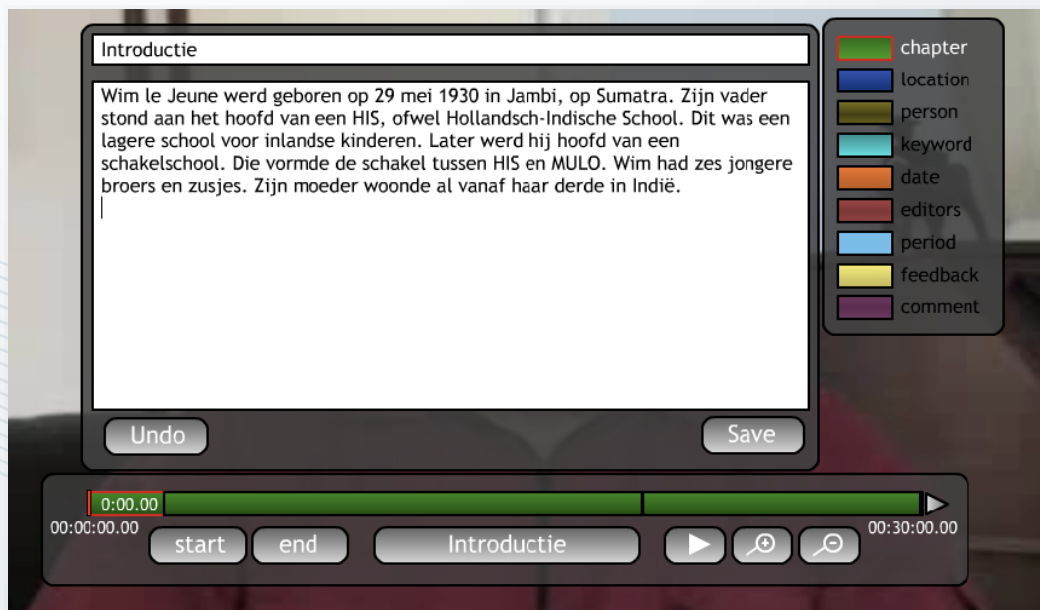 Introductie
Wim le Jeune werd geboren op 29 mei 1930 in Jambi, op Sumatra. Zijn vader
stond aan het hoofd van een HIS, ofwel Hollandsch-Indische School. Dit was een
lagere school voor inlandse kinderen. Later werd hij hoofd van een
schakelschool. Die vormde de schakel tussen HIS en MULO. Wim had zes jongere
broers en zusjes. Zijn moeder woonde al vanaf haar derde in Indië.
Undo
Save
chapter
location
person
keyword
date
editors
period
feedback
comment
0:00.00
00:00:00.00
00:30:00.00
start
end
Introductie